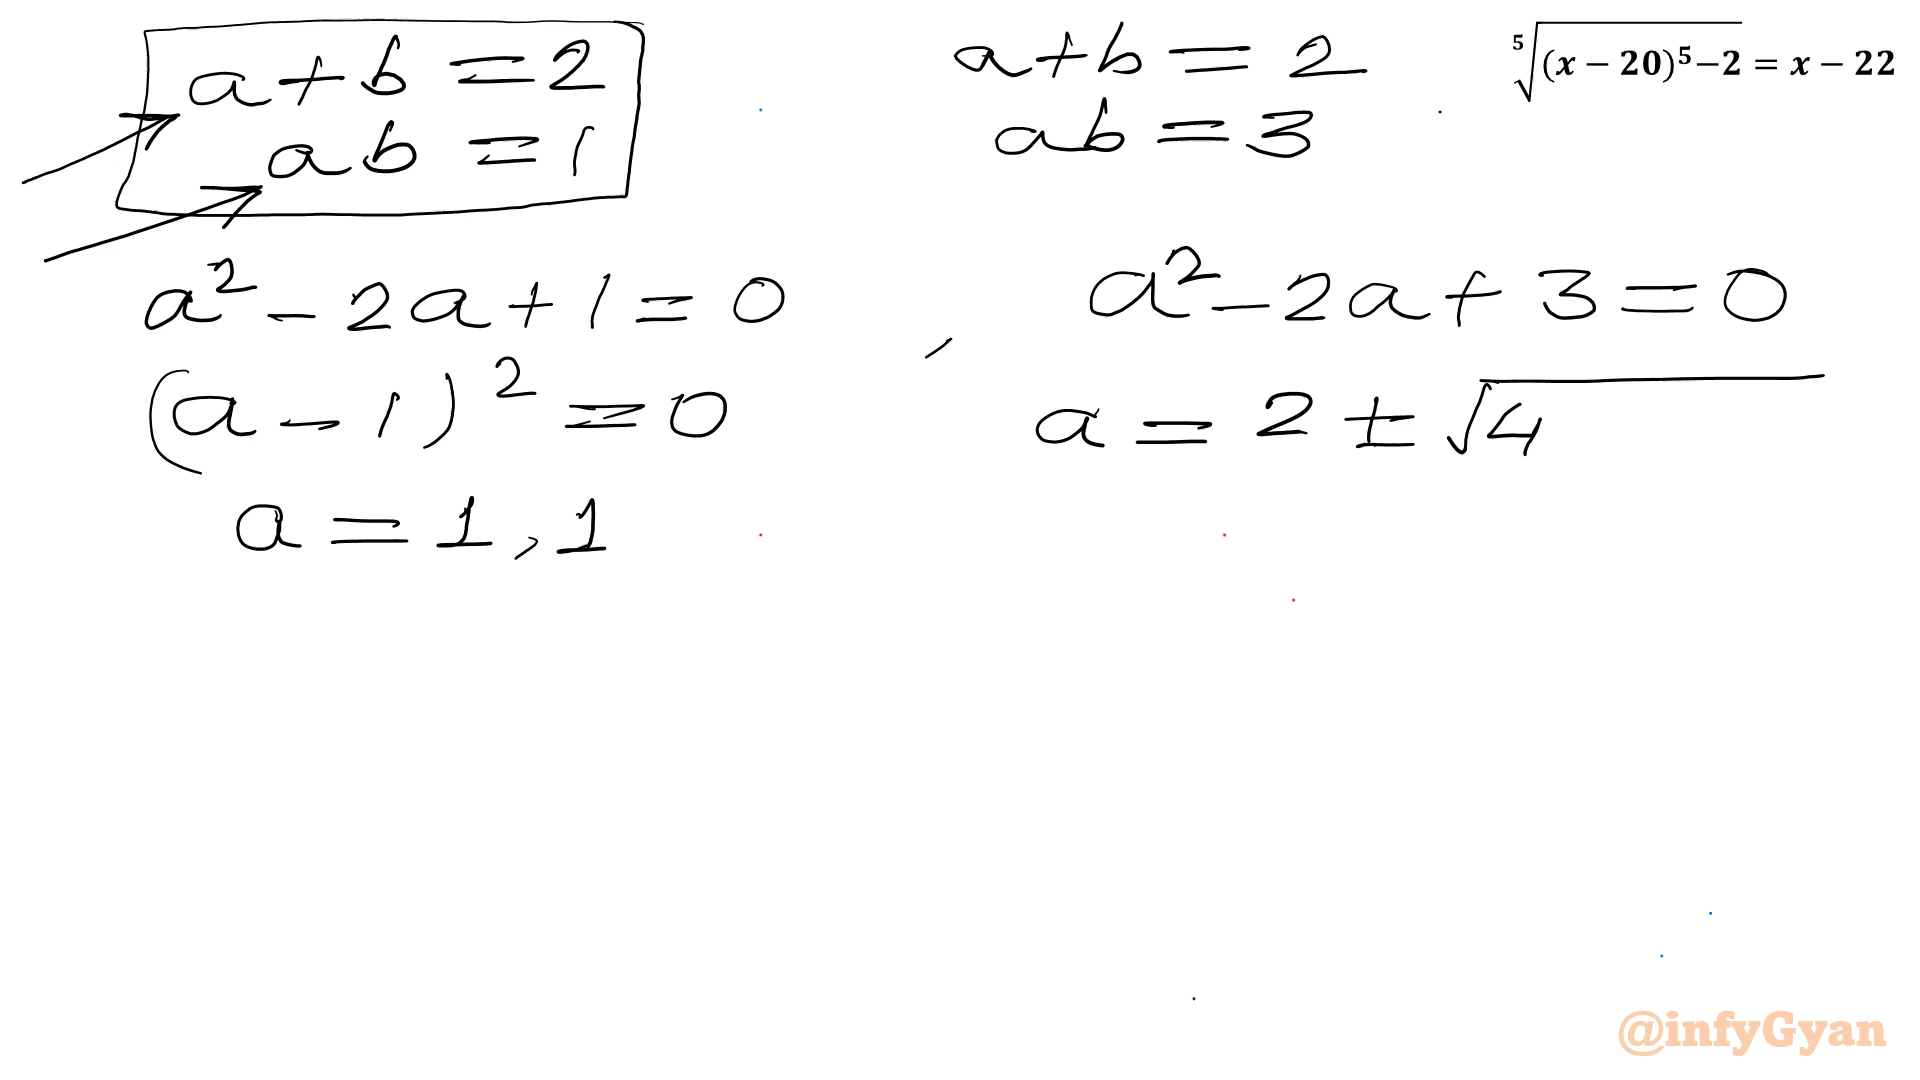 a + b = 2
ab = 1
a² - 2a + 1 = 0
(a - 1)² = 0
a = 1, 1
a + b = 2
ab = 3
a² - 2a + 3 = 0
a = 2 ± √4
⁵√((x − 20)⁵−2) = x − 22
@infyGyan